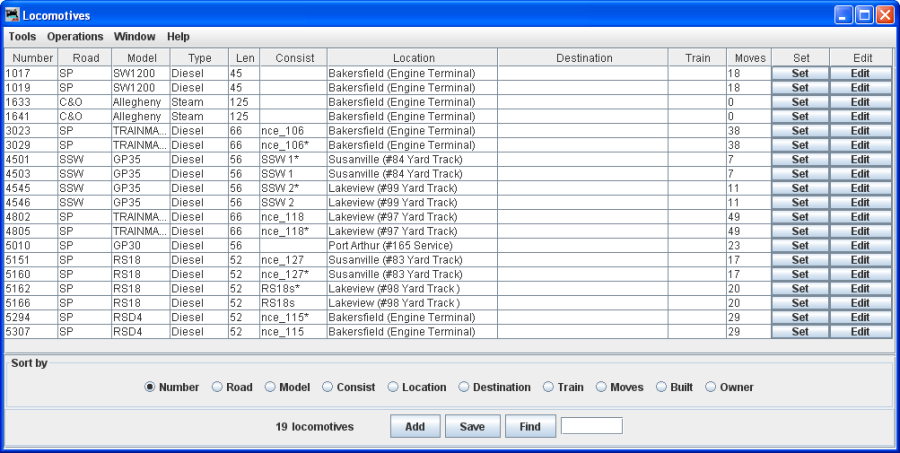 Locomotives
Tools Operations Window Help
Number Road Model Type Len Consist Location Destination Train Moves Set Edit
1017 SP SW1200 Diesel 45 Bakersfield (Engine Terminal) 18 Set Edit
1019 SP SW1200 Diesel 45 Bakersfield (Engine Terminal) 18 Set Edit
1633 C&O Allegheny Steam 125 Bakersfield (Engine Terminal) 0 Set Edit
1641 C&O Allegheny Steam 125 Bakersfield (Engine Terminal) 0 Set Edit
3023 SP TRAINMA... Diesel 66 nce_106 Bakersfield (Engine Terminal) 38 Set Edit
3029 SP TRAINMA... Diesel 66 nce_106* Bakersfield (Engine Terminal) 38 Set Edit
4501 SSW GP35 Diesel 56 SSW 1* Susanville (#84 Yard Track) 7 Set Edit
4503 SSW GP35 Diesel 56 SSW 1 Susanville (#84 Yard Track) 7 Set Edit
4545 SSW GP35 Diesel 56 SSW 2* Lakeview (#99 Yard Track) 11 Set Edit
4546 SSW GP35 Diesel 56 SSW 2 Lakeview (#99 Yard Track) 11 Set Edit
4802 SP TRAINMA... Diesel 66 nce_118 Lakeview (#97 Yard Track) 49 Set Edit
4805 SP TRAINMA... Diesel 66 nce_118* Lakeview (#97 Yard Track) 49 Set Edit
5010 SP GP30 Diesel 56 Port Arthur (#165 Service) 23 Set Edit
5151 SP RS18 Diesel 52 nce_127 Susanville (#83 Yard Track) 17 Set Edit
5160 SP RS18 Diesel 52 nce_127* Susanville (#83 Yard Track) 17 Set Edit
5162 SP RS18 Diesel 52 RS18s* Lakeview (#98 Yard Track ) 20 Set Edit
5166 SP RS18 Diesel 52 RS18s Lakeview (#98 Yard Track ) 20 Set Edit
5294 SP RSD4 Diesel 52 nce_115* Bakersfield (Engine Terminal) 29 Set Edit
5307 SP RSD4 Diesel 52 nce_115 Bakersfield (Engine Terminal) 29 Set Edit
Sort by
Number Road Model Consist Location Destination Train Moves Built Owner
19 locomotives Add Save Find